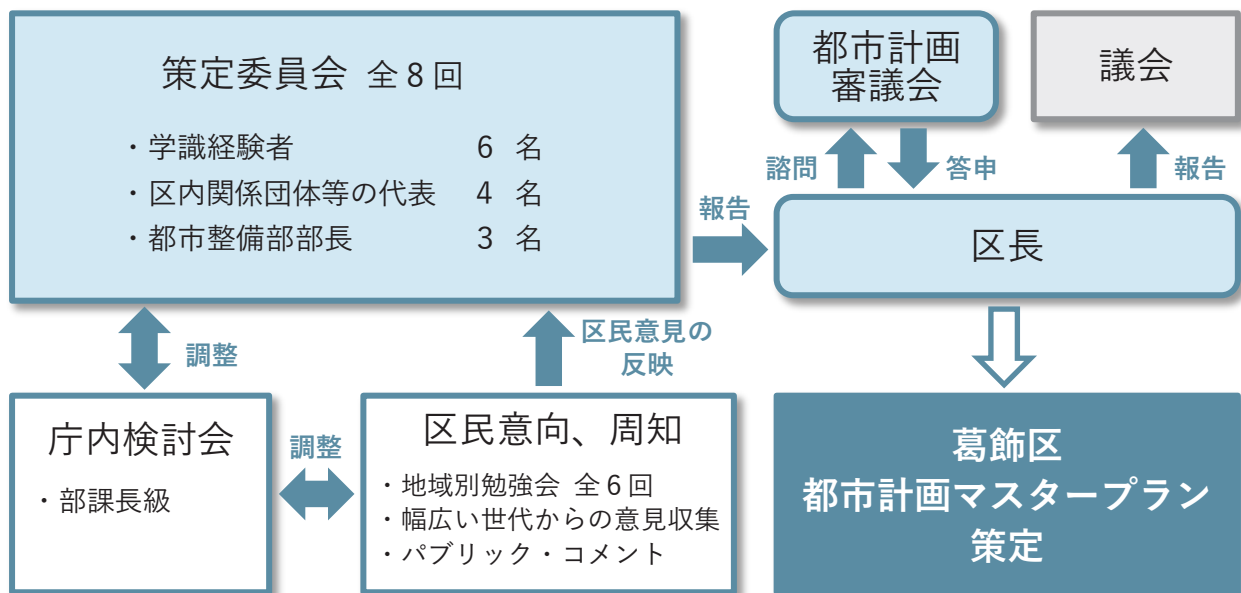 策定委員会 全8回
・学識経験者 6 名
・区内関係団体等の代表 4 名
・都市整備部部長 3 名
報告
都市計画
審議会
議会
諮問
答申
報告
区長
調整
区民意見の
反映
庁内検討会
・部課長級
調整
区民意向、周知
・地域別勉強会 全6回
・幅広い世代からの意見収集
・パブリック・コメント
葛飾区
都市計画マスタープラン
策定